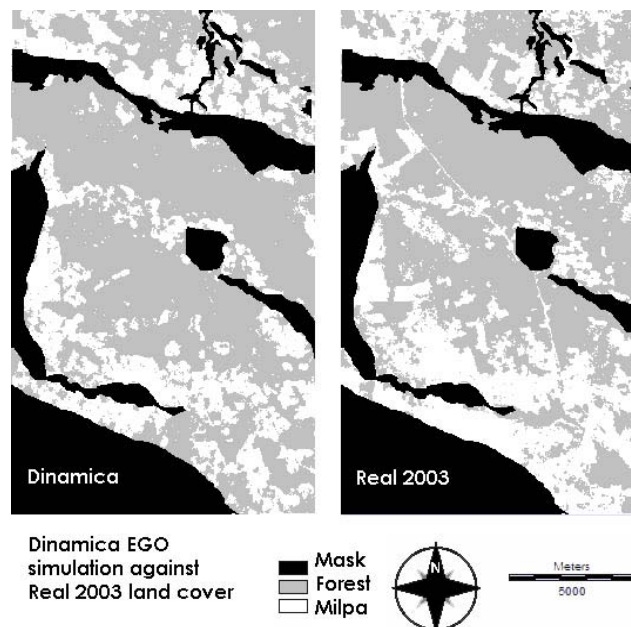 Dinamica
Real 2003
Dinamica EGO
simulation against
Real 2003 land cover
Mask
Forest
Milpa
N
Meters
5000